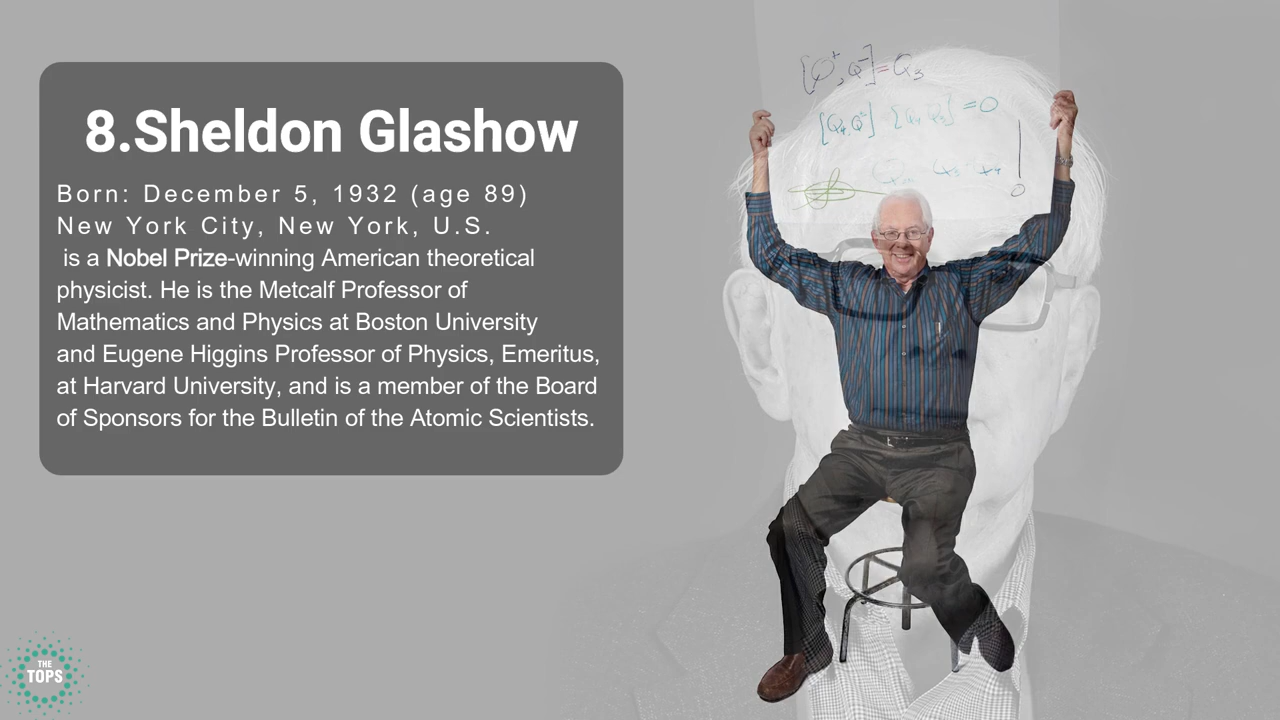 8.Sheldon Glashow
Born: December 5, 1932 (age 89)
New York City, New York, U.S.
is a Nobel Prize-winning American theoretical
physicist. He is the Metcalf Professor of
Mathematics and Physics at Boston University
and Eugene Higgins Professor of Physics, Emeritus,
at Harvard University, and is a member of the Board
of Sponsors for the Bulletin of the Atomic Scientists.
[Q⁺, Q⁻] = Q₃
THE
TOPS